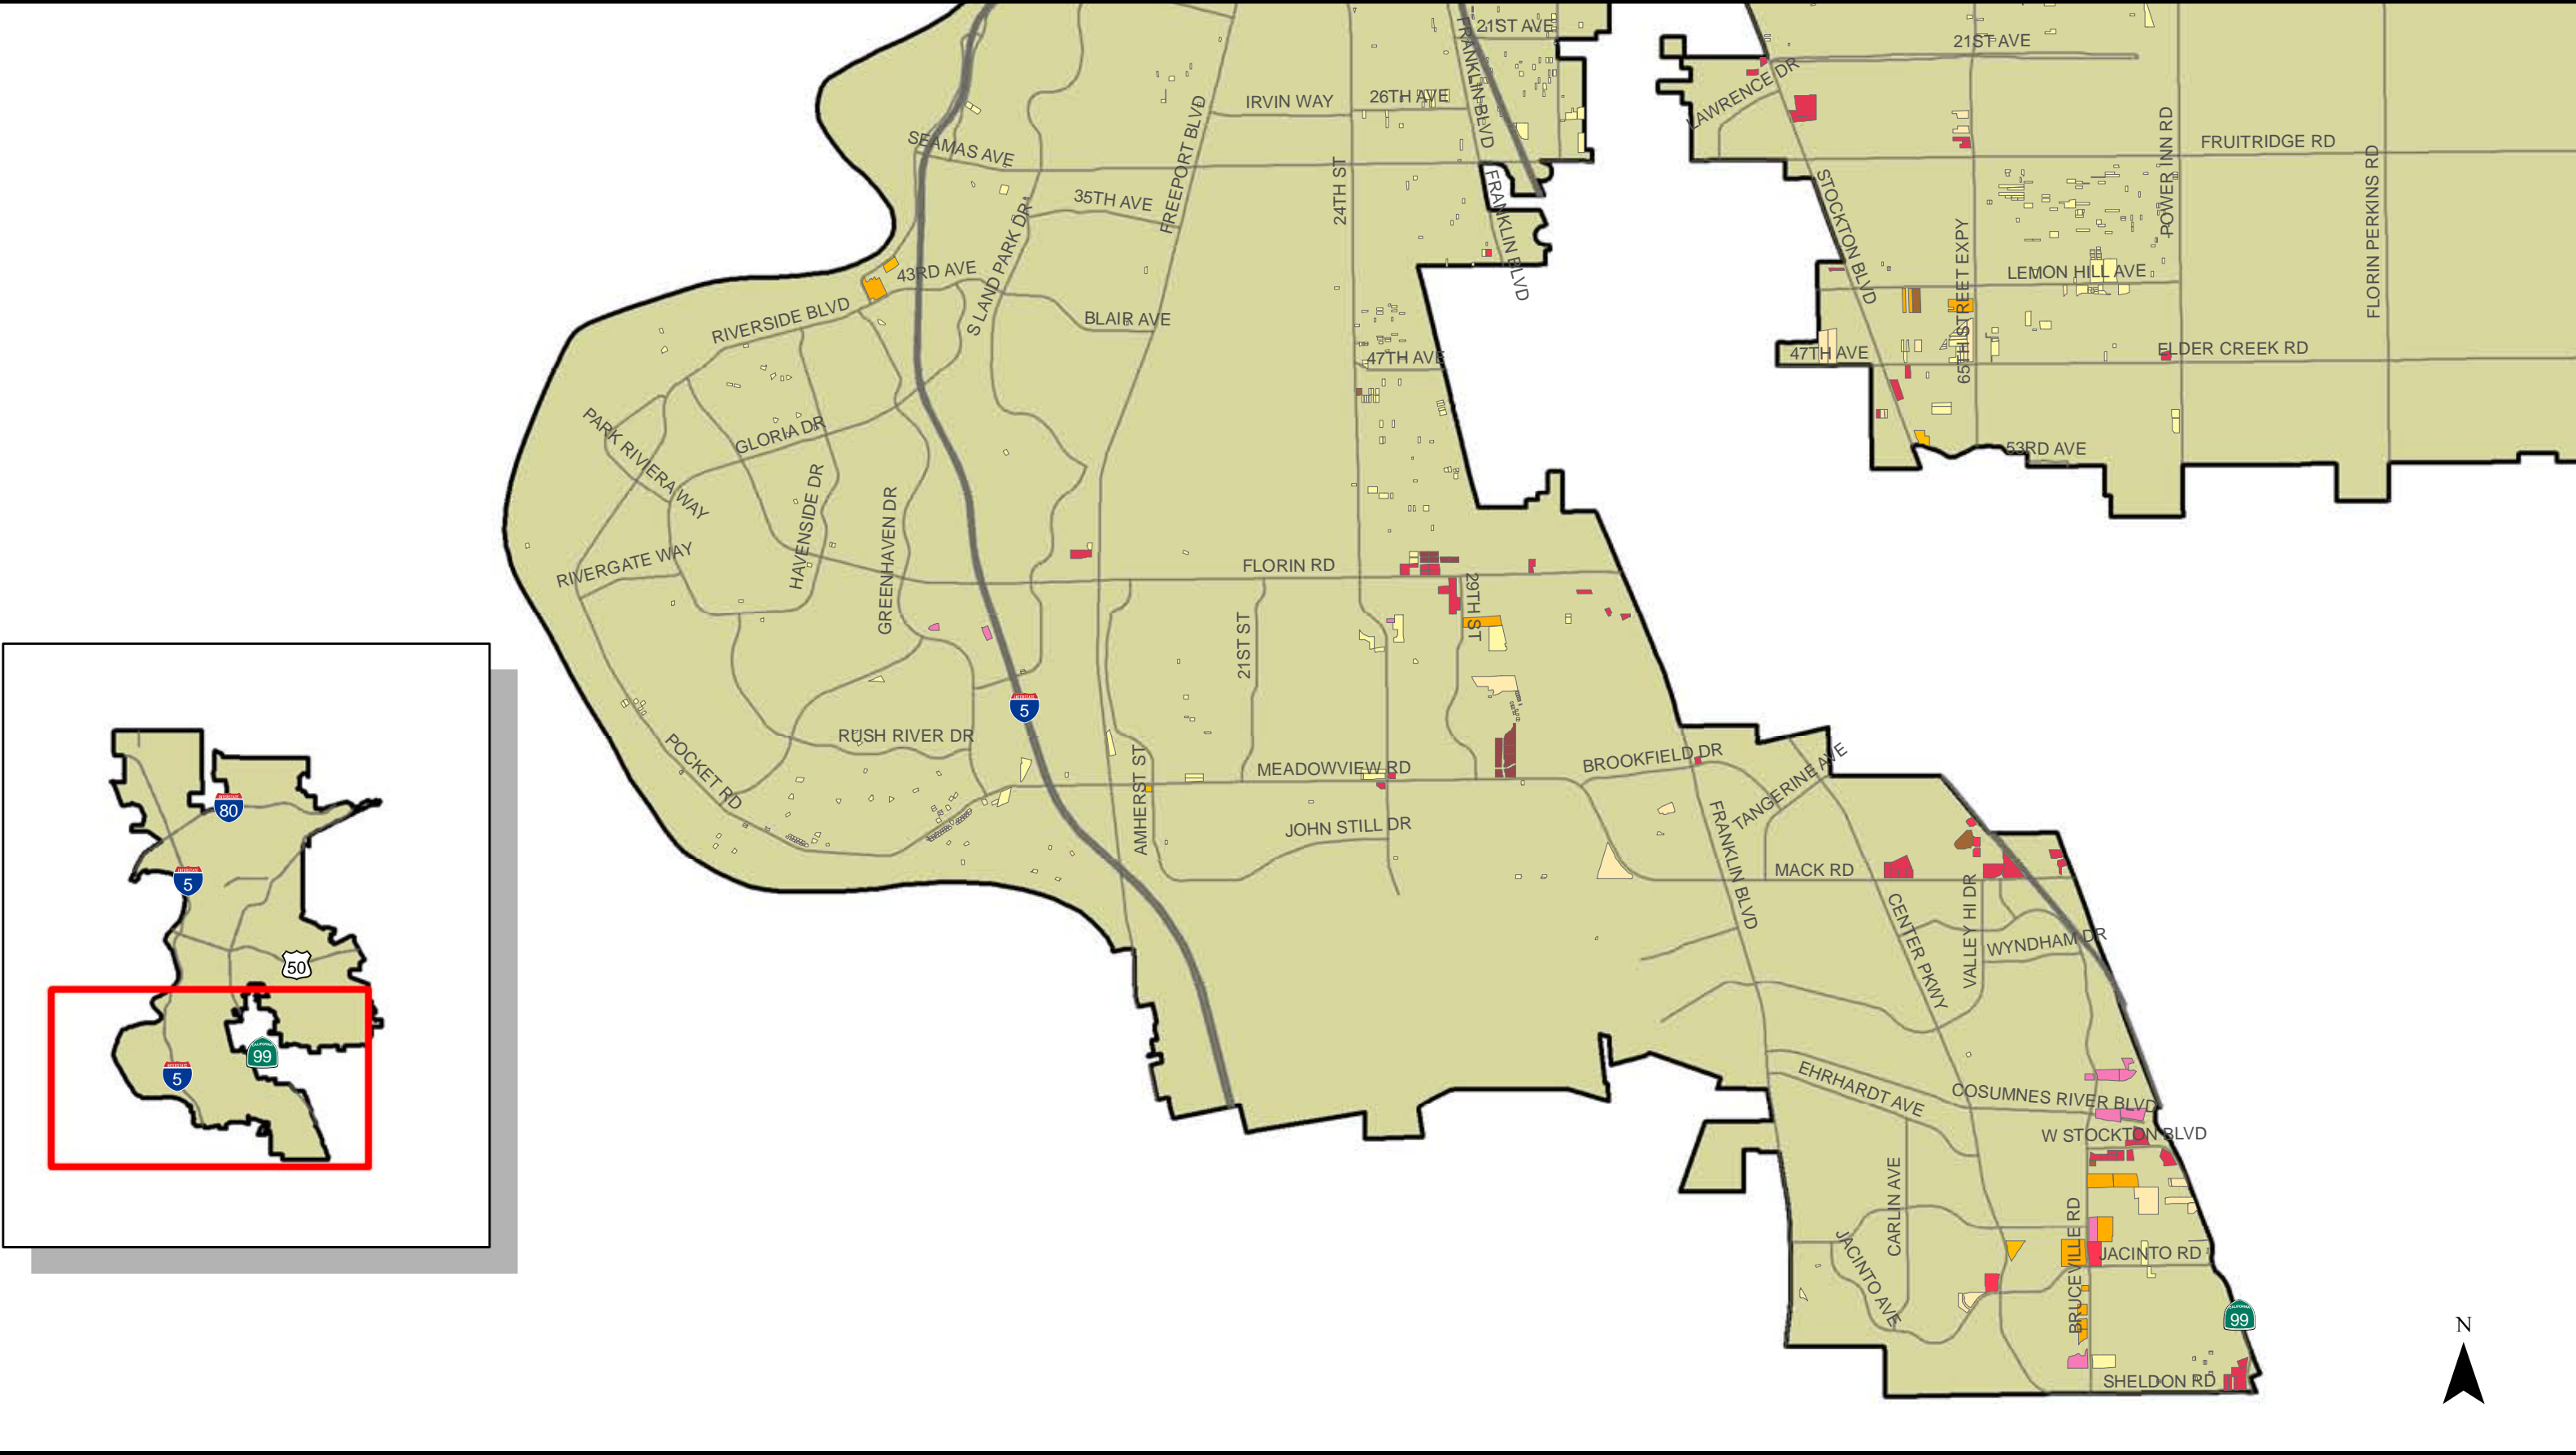 21ST AVE
FRANKLIN BLVD
21ST AVE
LAWRENCE DR
IRVIN WAY
26TH AVE
FREEPORT BLVD
SEAMAS AVE
FRUITRIDGE RD
POWER INN RD
FLORIN PERKINS RD
24TH ST
35TH AVE
FRANKLIN BLVD
STOCKTON BLVD
S LAND PARK DR
43RD AVE
65TH STREET EXPY
LEMON HILL AVE
RIVERSIDE BLVD
BLAIR AVE
47TH AVE
47TH AVE
ELDER CREEK RD
PARK RIVIERA WAY
GLORIA DR
53RD AVE
HAVENSIDE DR
GREENHAVEN DR
RIVERGATE WAY
FLORIN RD
29TH ST
21ST ST
INTERSTATE
5
RUSH RIVER DR
POCKET RD
AMHERST ST
MEADOWVIEW RD
BROOKFIELD DR
TANGERINE AVE
JOHN STILL DR
FRANKLIN BLVD
MACK RD
CENTER PKWY
VALLEY HI DR
WYNDHAM DR
EHRHARDT AVE
COSUMNES RIVER BLVD
W STOCKTON BLVD
CARLIN AVE
JACINTO AVE
BRUCEVILLE RD
JACINTO RD
CALIFORNIA
99
SHELDON RD
INTERSTATE
80
INTERSTATE
5
50
CALIFORNIA
99
INTERSTATE
5
N